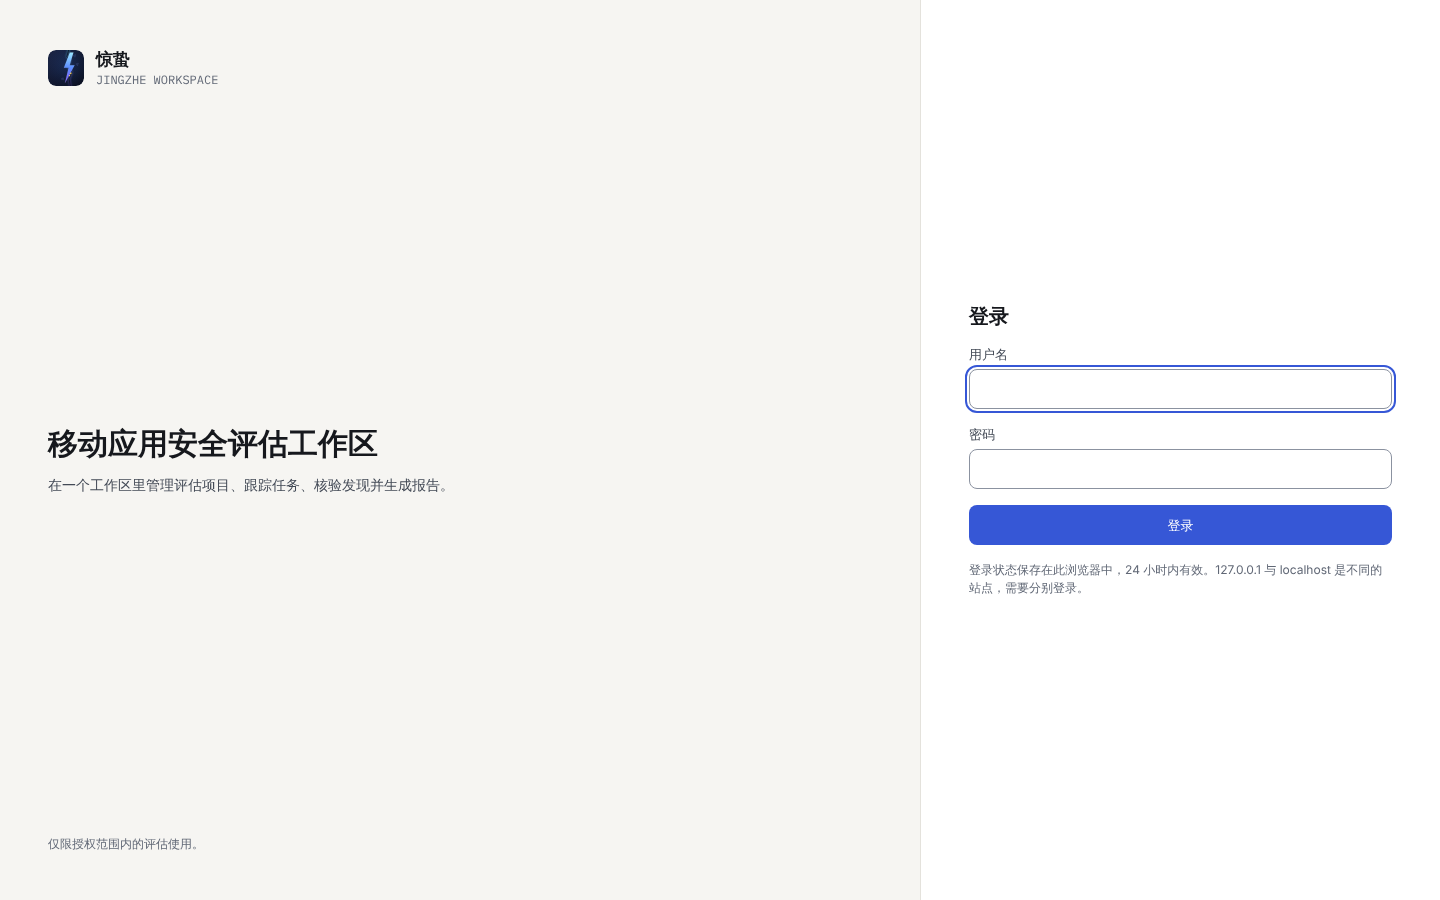 惊蛰
JINGZHE WORKSPACE
移动应用安全评估工作区
在一个工作区里管理评估项目、跟踪任务、核验发现并生成报告。
仅限授权范围内的评估使用。
登录
用户名
密码
登录
登录状态保存在此浏览器中，24 小时内有效。127.0.0.1 与 localhost 是不同的
站点，需要分别登录。